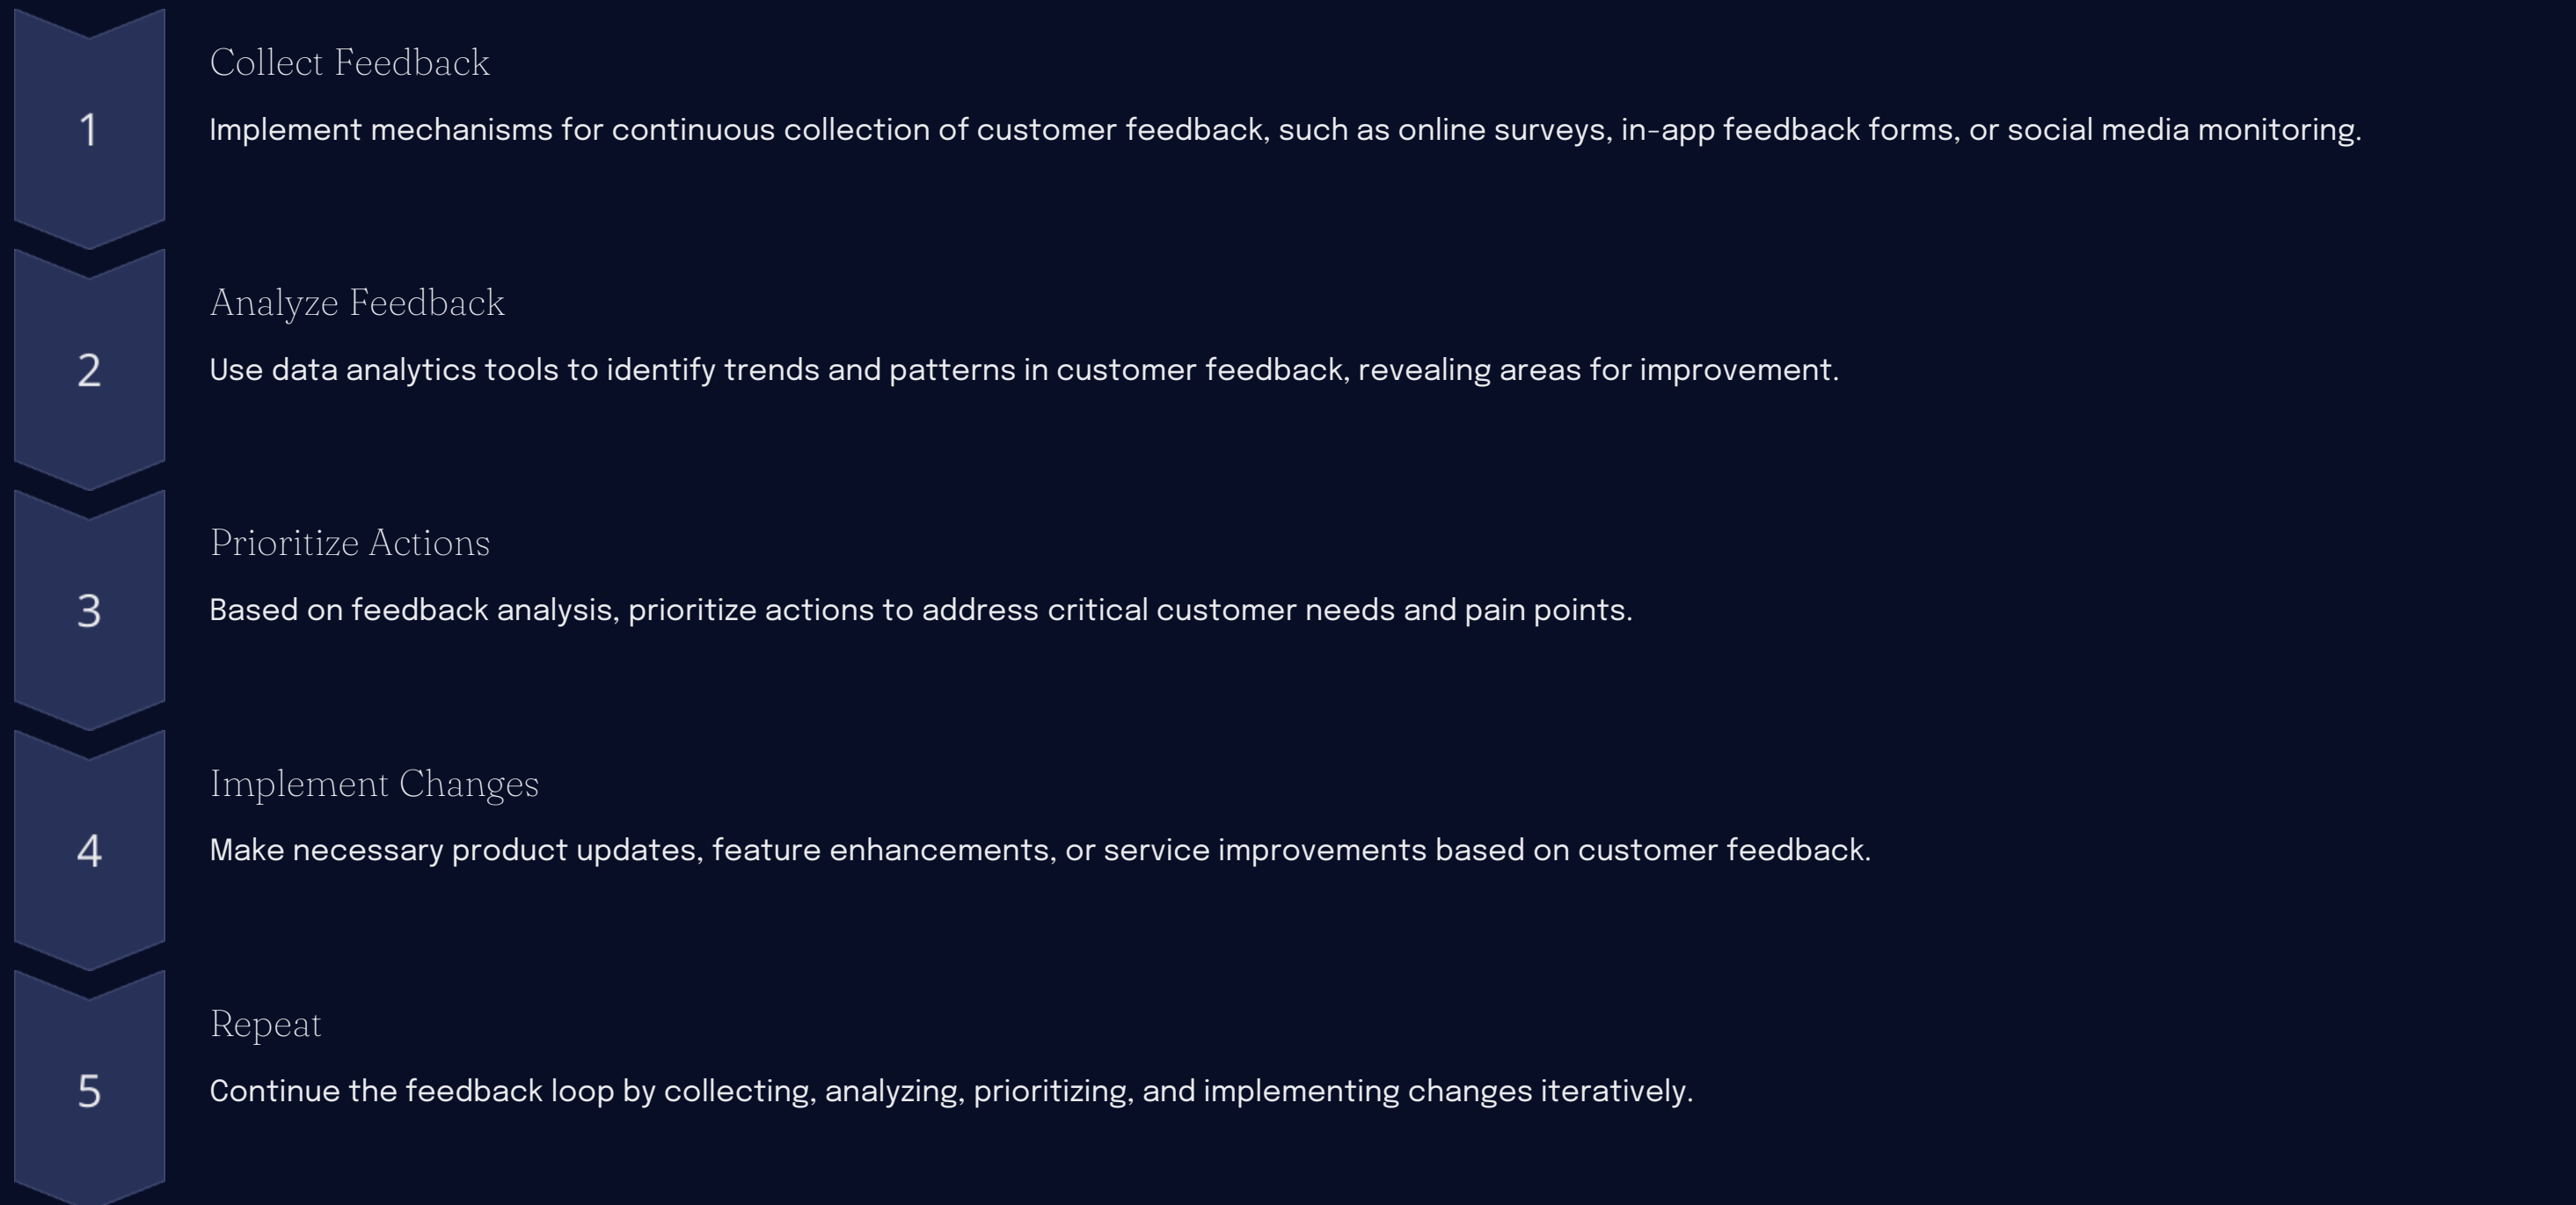 1
Collect Feedback
Implement mechanisms for continuous collection of customer feedback, such as online surveys, in-app feedback forms, or social media monitoring.
2
Analyze Feedback
Use data analytics tools to identify trends and patterns in customer feedback, revealing areas for improvement.
3
Prioritize Actions
Based on feedback analysis, prioritize actions to address critical customer needs and pain points.
4
Implement Changes
Make necessary product updates, feature enhancements, or service improvements based on customer feedback.
5
Repeat
Continue the feedback loop by collecting, analyzing, prioritizing, and implementing changes iteratively.